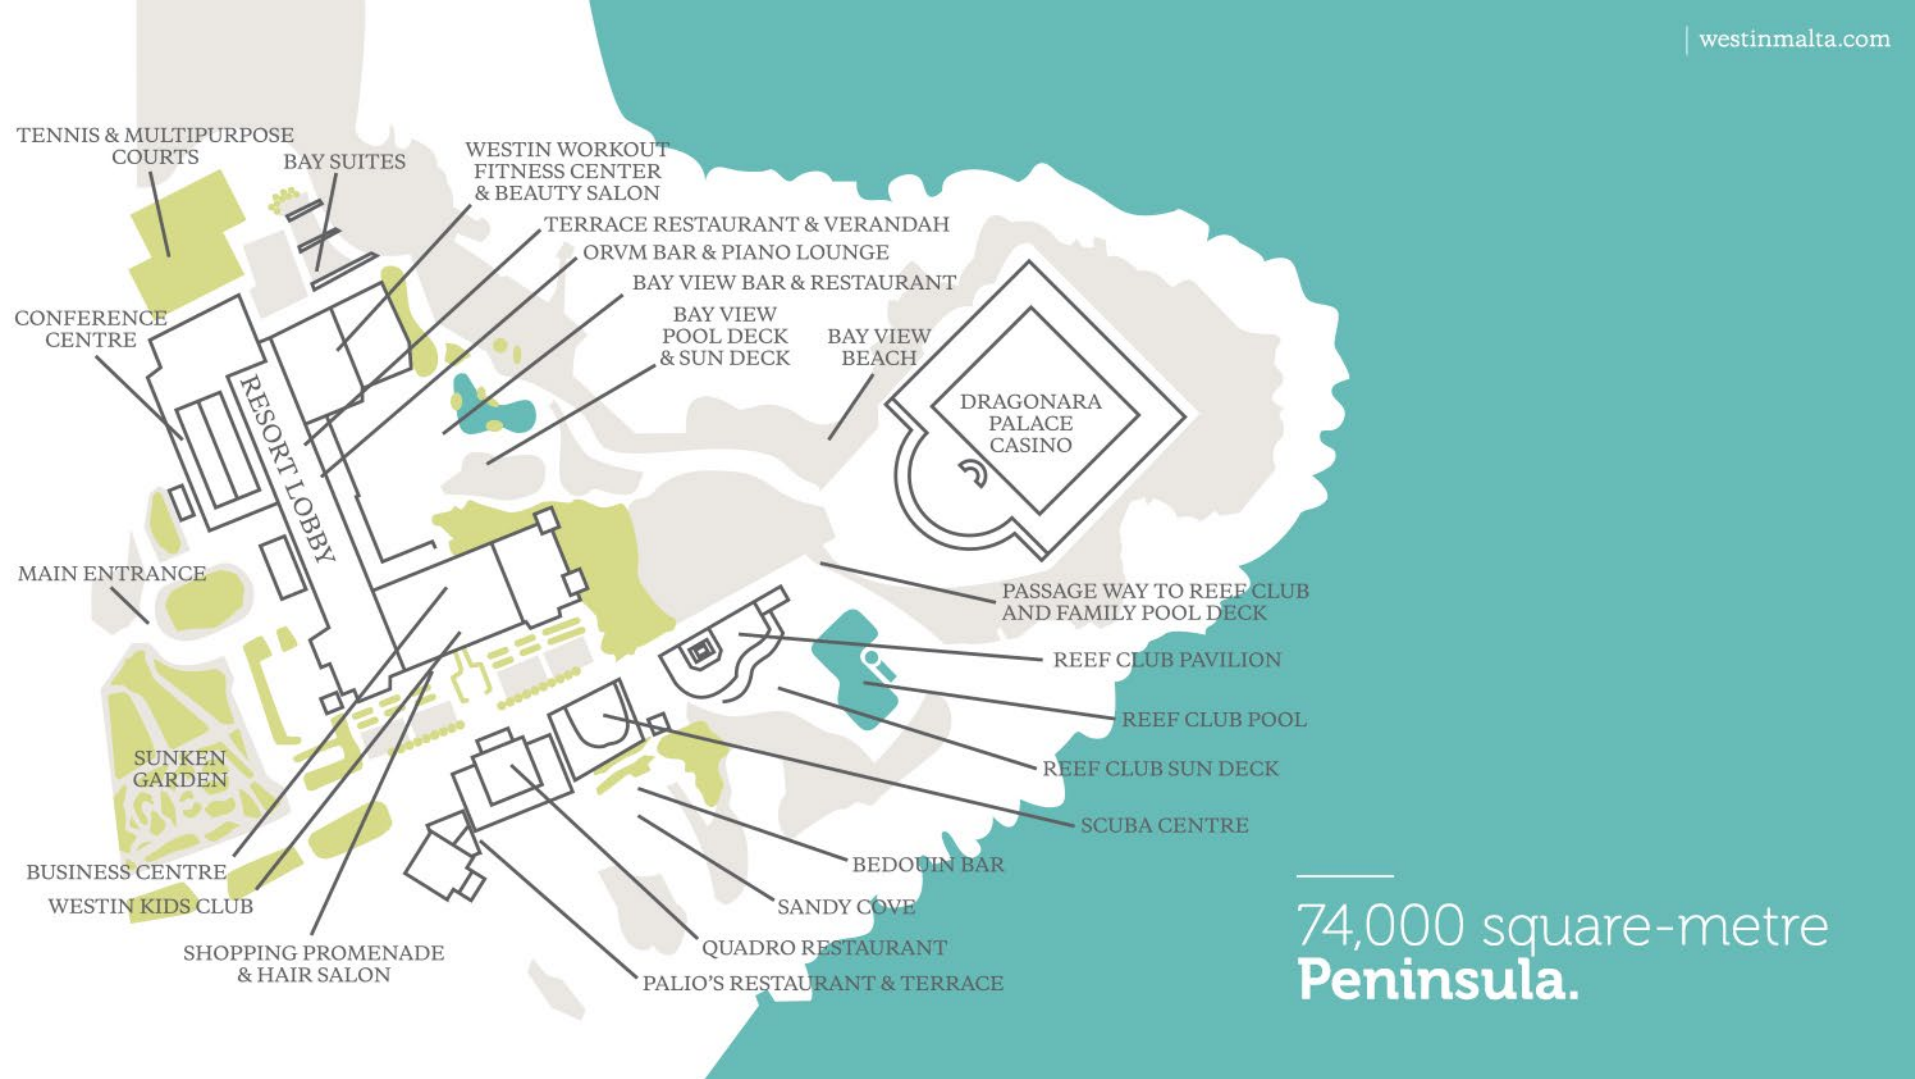 westinmalta.com
TENNIS & MULTIPURPOSE
COURTS
BAY SUITES
WESTIN WORKOUT
FITNESS CENTER
& BEAUTY SALON
TERRACE RESTAURANT & VERANDAH
ORVM BAR & PIANO LOUNGE
BAY VIEW BAR & RESTAURANT
BAY VIEW
POOL DECK
& SUN DECK
BAY VIEW
BEACH
CONFERENCE
CENTRE
RESORT LOBBY
DRAGONARA
PALACE
CASINO
MAIN ENTRANCE
PASSAGE WAY TO REEF CLUB
AND FAMILY POOL DECK
REEF CLUB PAVILION
REEF CLUB POOL
REEF CLUB SUN DECK
SCUBA CENTRE
SUNKEN
GARDEN
BUSINESS CENTRE
WESTIN KIDS CLUB
SHOPPING PROMENADE
& HAIR SALON
BEDOUIN BAR
SANDY COVE
QUADRO RESTAURANT
PALIO'S RESTAURANT & TERRACE
74,000 square-metre
Peninsula.